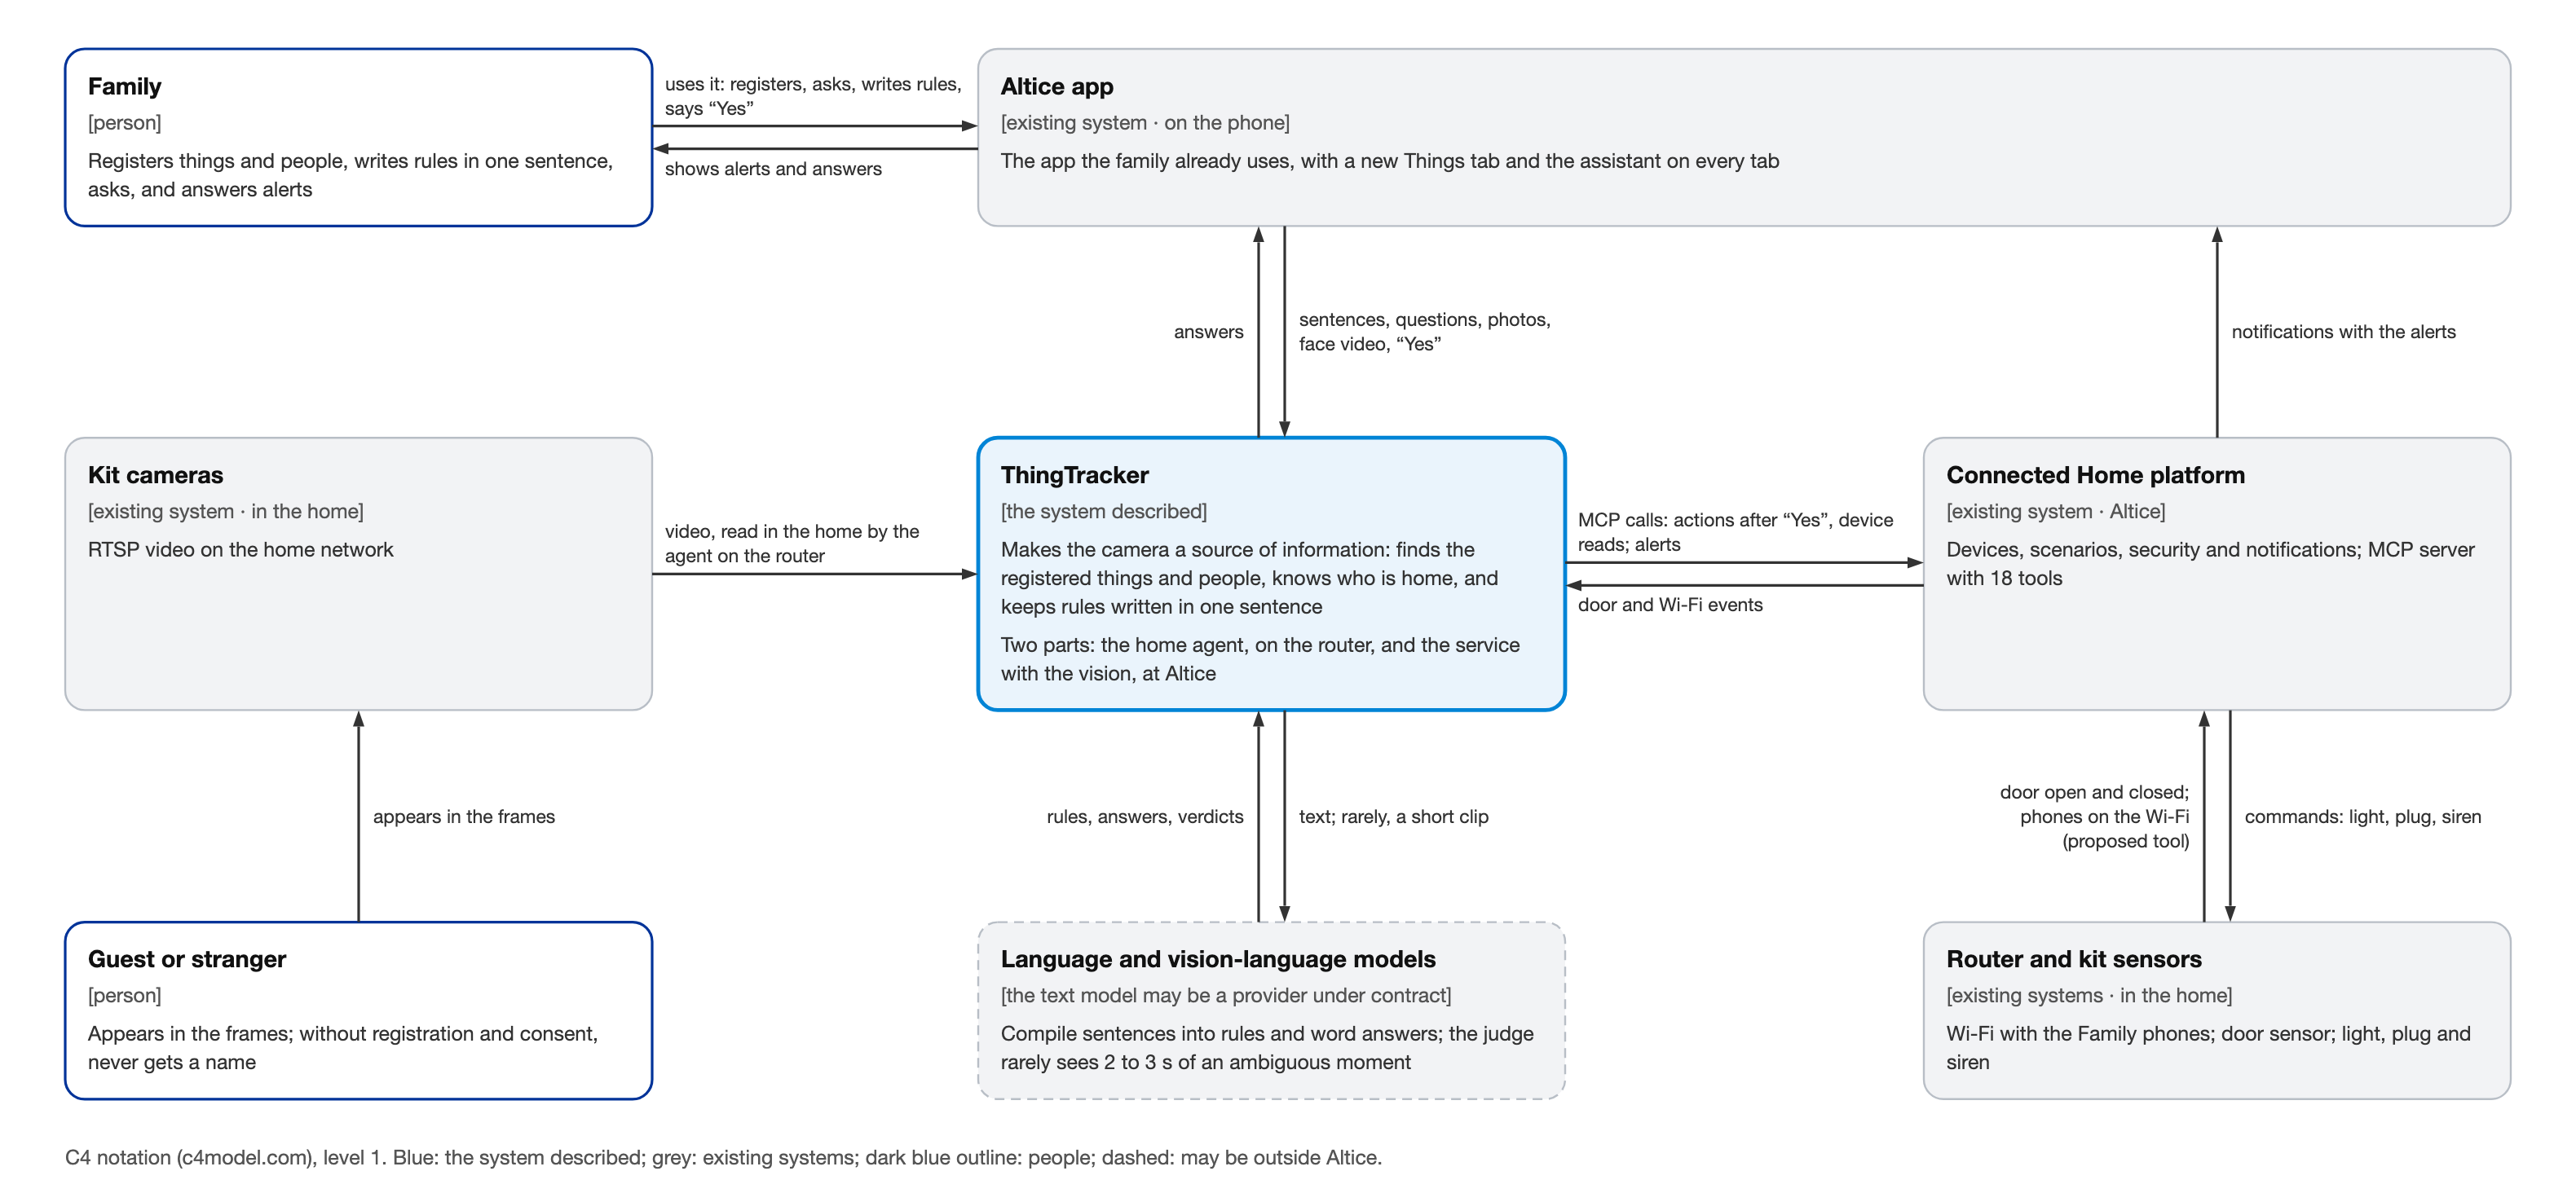 Family
[person]
Registers things and people, writes rules in one sentence,
asks, and answers alerts
uses it: registers, asks, writes rules,
says “Yes”
shows alerts and answers
Altice app
[existing system · on the phone]
The app the family already uses, with a new Things tab and the assistant on every tab
answers
sentences, questions, photos,
face video, “Yes”
notifications with the alerts
Kit cameras
[existing system · in the home]
RTSP video on the home network
video, read in the home by the
agent on the router
ThingTracker
[the system described]
Makes the camera a source of information: finds the
registered things and people, knows who is home, and
keeps rules written in one sentence
Two parts: the home agent, on the router, and the service
with the vision, at Altice
MCP calls: actions after “Yes”, device
reads; alerts
door and Wi-Fi events
Connected Home platform
[existing system · Altice]
Devices, scenarios, security and notifications; MCP server
with 18 tools
appears in the frames
rules, answers, verdicts
text; rarely, a short clip
door open and closed;
phones on the Wi-Fi
(proposed tool)
commands: light, plug, siren
Guest or stranger
[person]
Appears in the frames; without registration and consent,
never gets a name
Language and vision-language models
[the text model may be a provider under contract]
Compile sentences into rules and word answers; the judge
rarely sees 2 to 3 s of an ambiguous moment
Router and kit sensors
[existing systems · in the home]
Wi-Fi with the Family phones; door sensor; light, plug and
siren
C4 notation (c4model.com), level 1. Blue: the system described; grey: existing systems; dark blue outline: people; dashed: may be outside Altice.